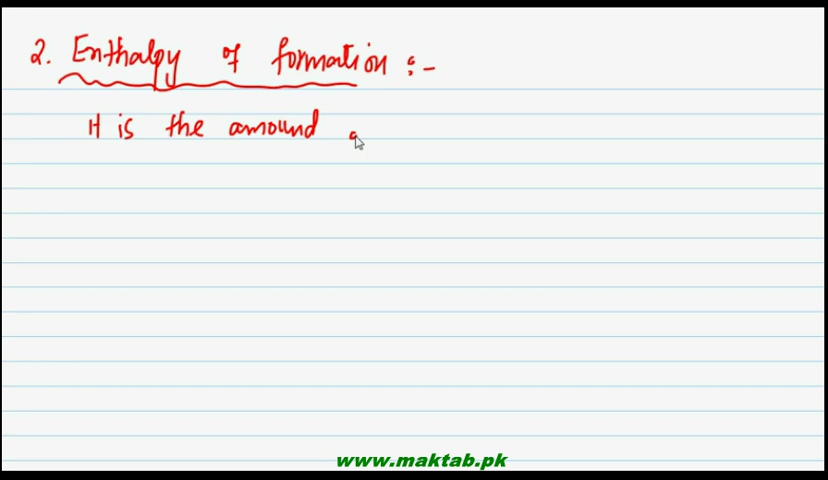 2. Enthalpy of formation :-
It is the amound
www.maktab.pk